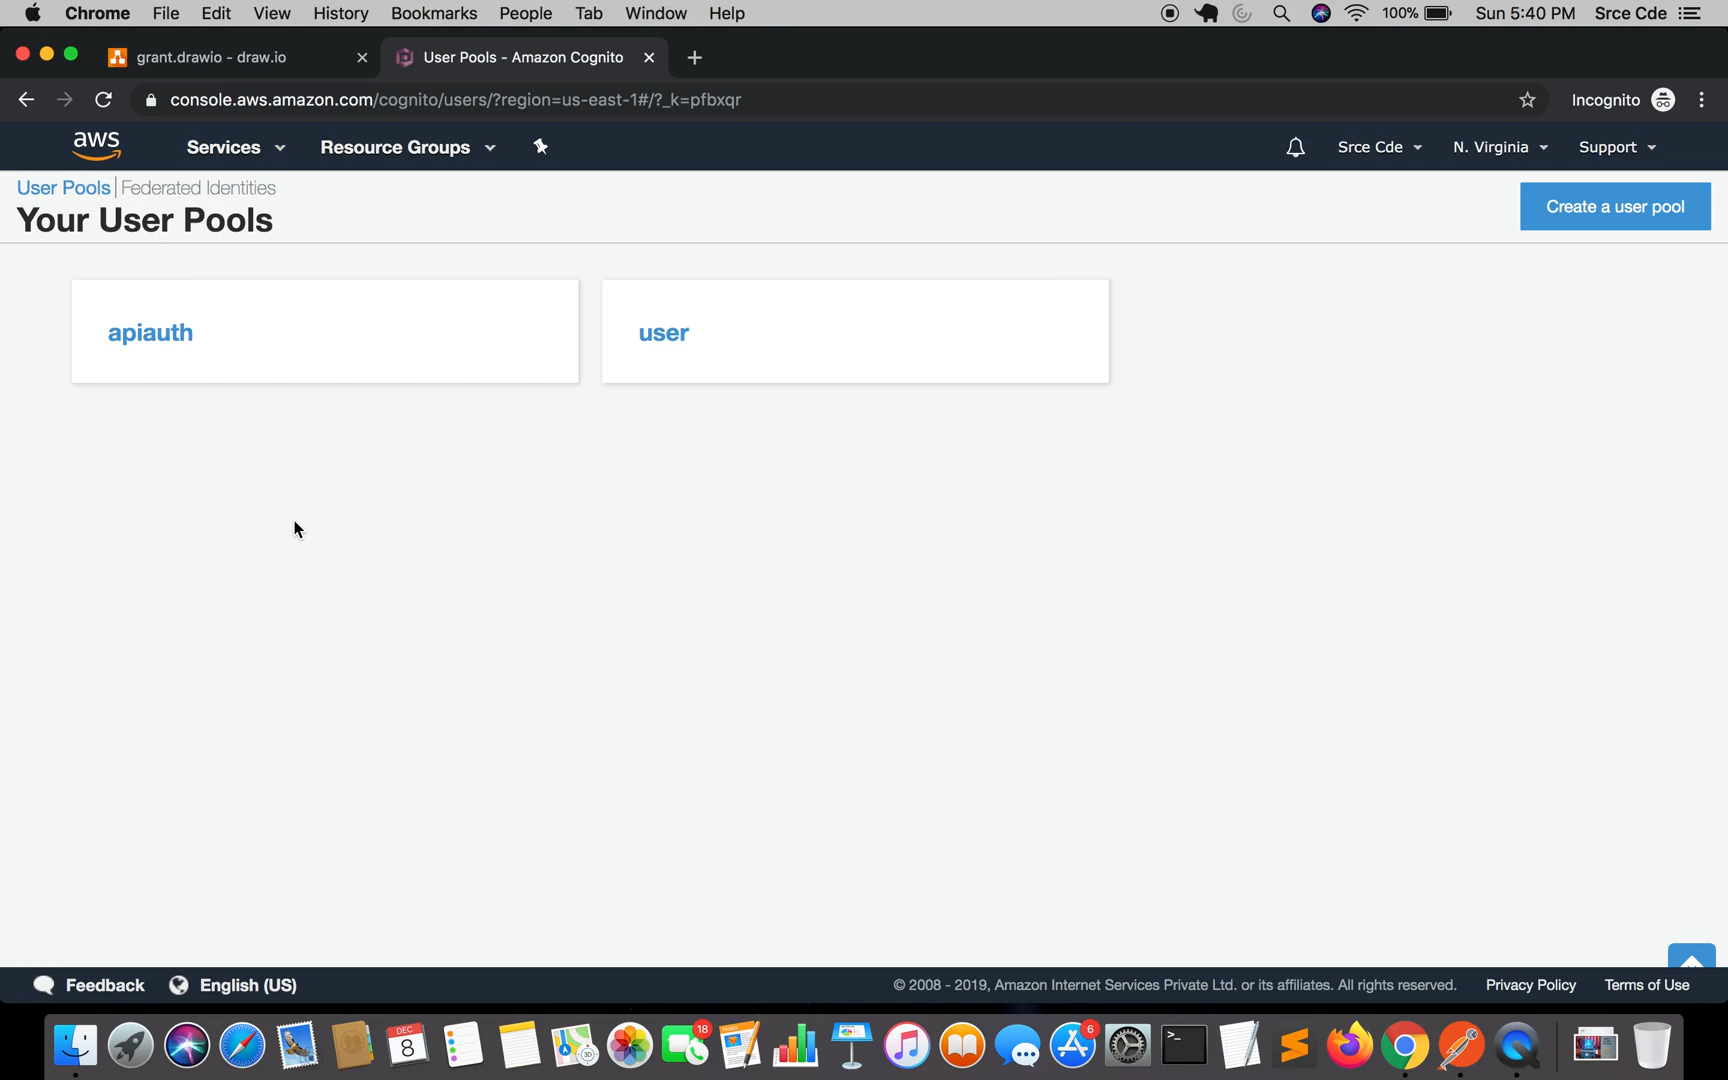 Chrome File Edit View History Bookmarks People Tab Window Help 100% Sun 5:40 PM Srce Cde
grant.drawio - draw.io User Pools - Amazon Cognito
console.aws.amazon.com/cognito/users/?region=us-east-1#/?_k=pfbxqr Incognito
aws Services Resource Groups Srce Cde N. Virginia Support
User Pools | Federated Identities
Your User Pools
Create a user pool
apiauth
user
Feedback English (US) © 2008 - 2019, Amazon Internet Services Private Ltd. or its affiliates. All rights reserved. Privacy Policy Terms of Use
DEC
8
30
18
6
>_